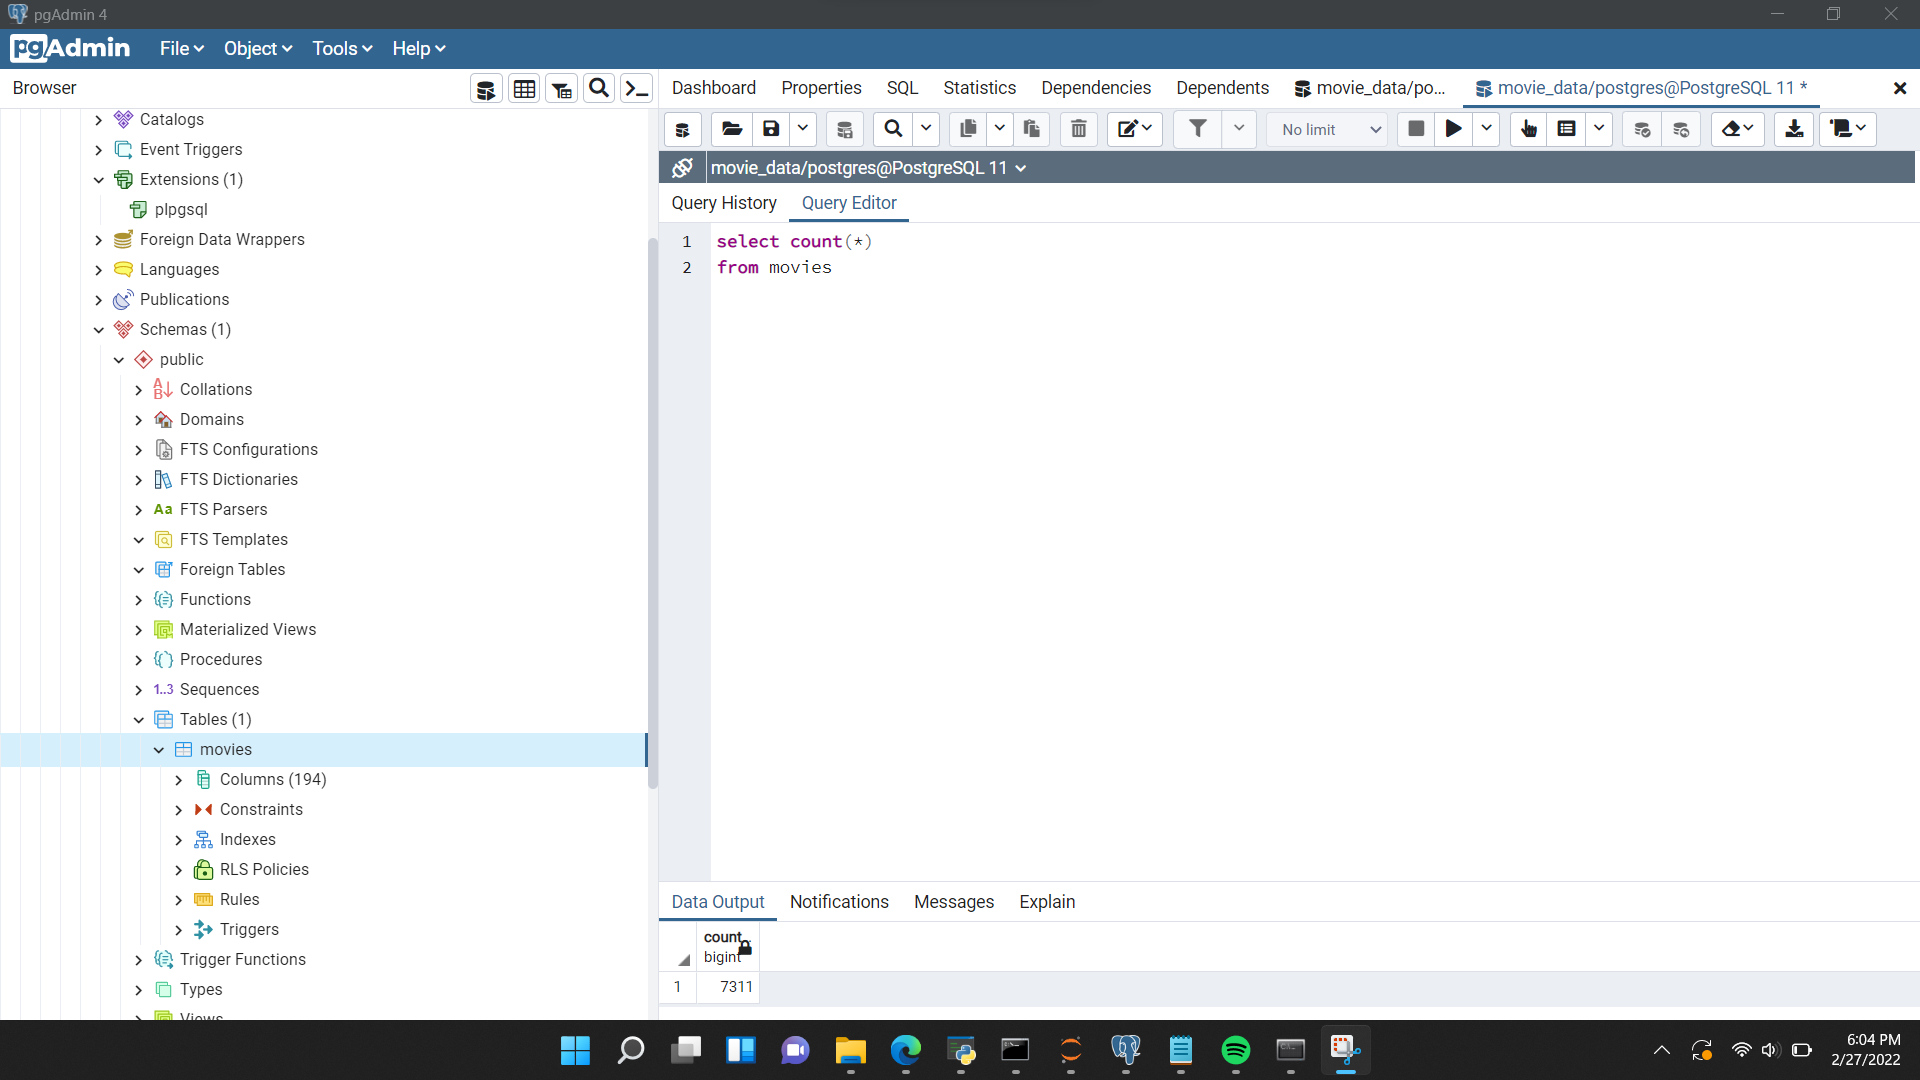 pgAdmin 4
pgAdmin File Object Tools Help
Browser
Dashboard Properties SQL Statistics Dependencies Dependents movie_data/po... movie_data/postgres@PostgreSQL 11 *
No limit
movie_data/postgres@PostgreSQL 11
Query History Query Editor
1 select count(*)
2 from movies
Catalogs
Event Triggers
Extensions (1)
plpgsql
Foreign Data Wrappers
Languages
Publications
Schemas (1)
public
Collations
Domains
FTS Configurations
FTS Dictionaries
Aa FTS Parsers
FTS Templates
Foreign Tables
Functions
Materialized Views
Procedures
1..3 Sequences
Tables (1)
movies
Columns (194)
Constraints
Indexes
RLS Policies
Rules
Triggers
Trigger Functions
Types
Views
Data Output Notifications Messages Explain
count
bigint
1 7311
6:04 PM
2/27/2022